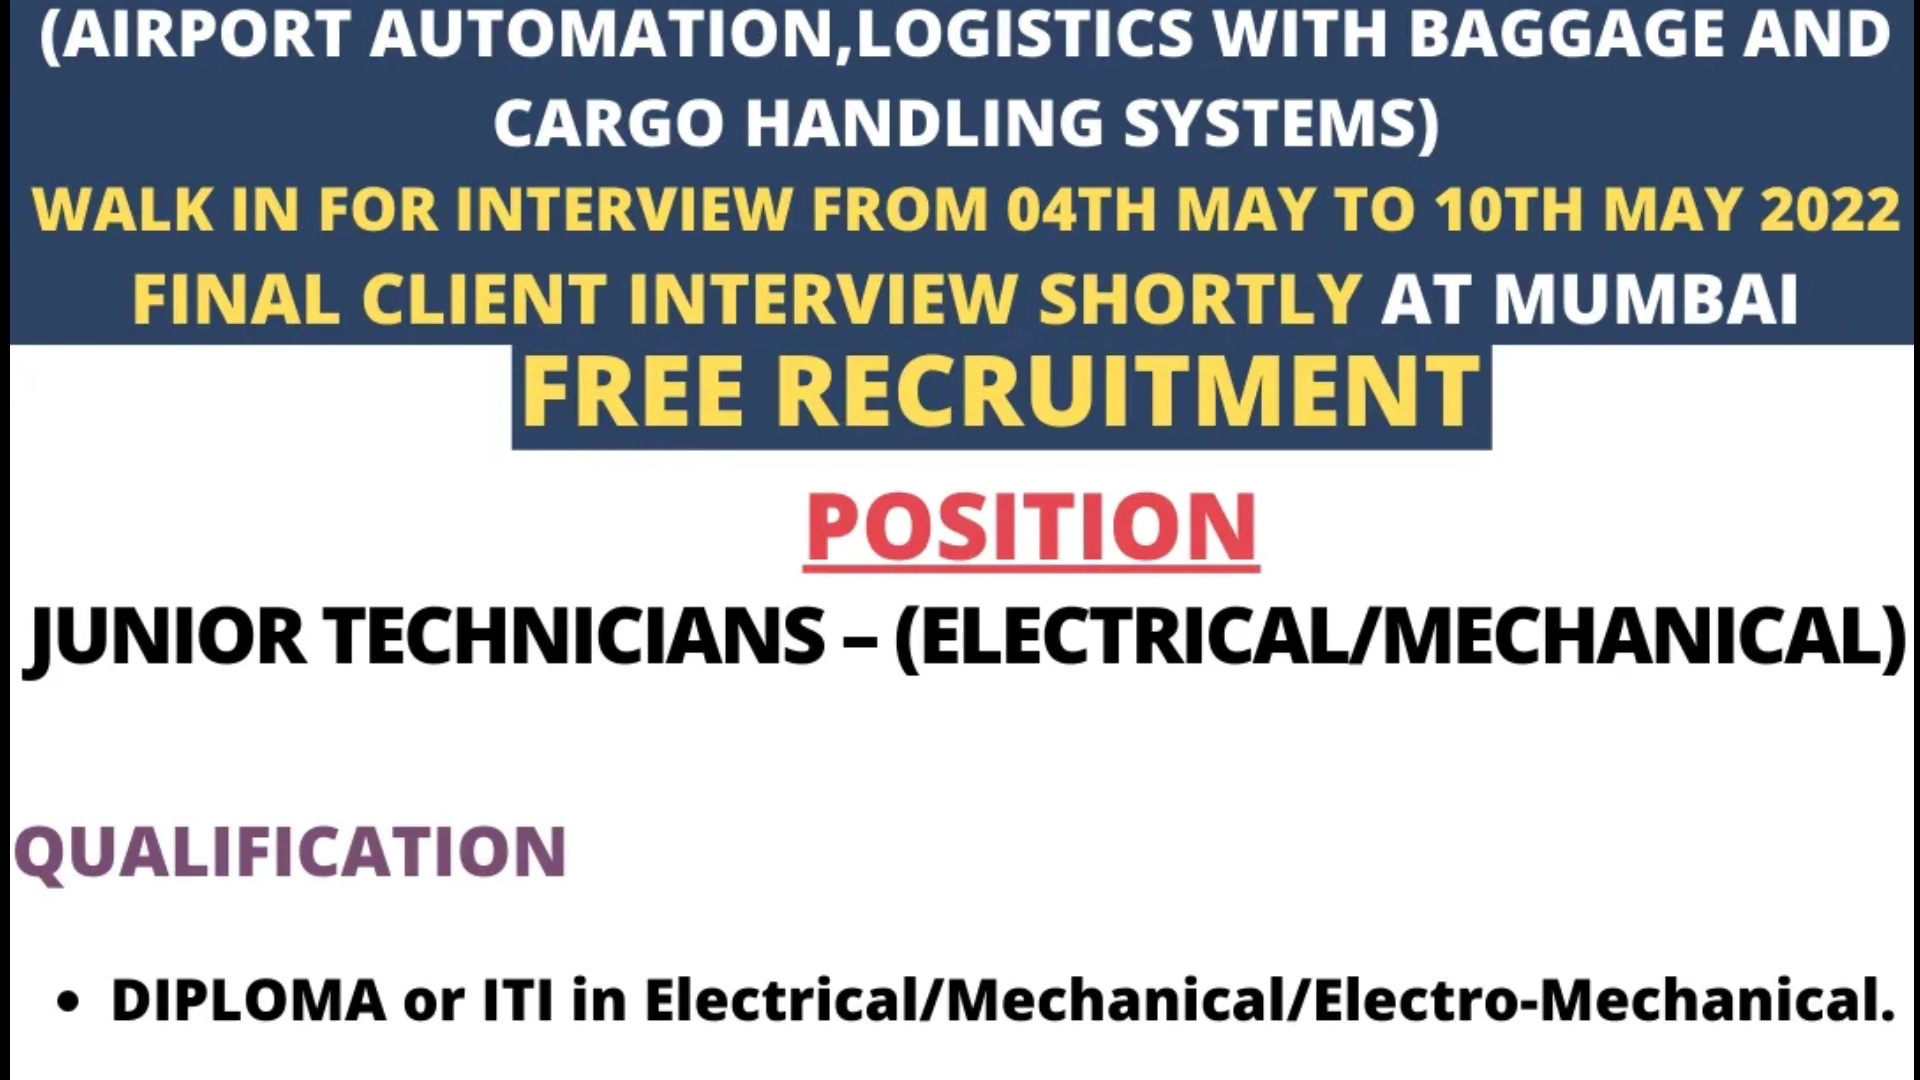 (AIRPORT AUTOMATION,LOGISTICS WITH BAGGAGE AND
CARGO HANDLING SYSTEMS)
WALK IN FOR INTERVIEW FROM 04TH MAY TO 10TH MAY 2022
FINAL CLIENT INTERVIEW SHORTLY AT MUMBAI
FREE RECRUITMENT
POSITION
JUNIOR TECHNICIANS – (ELECTRICAL/MECHANICAL)
QUALIFICATION
• DIPLOMA or ITI in Electrical/Mechanical/Electro-Mechanical.